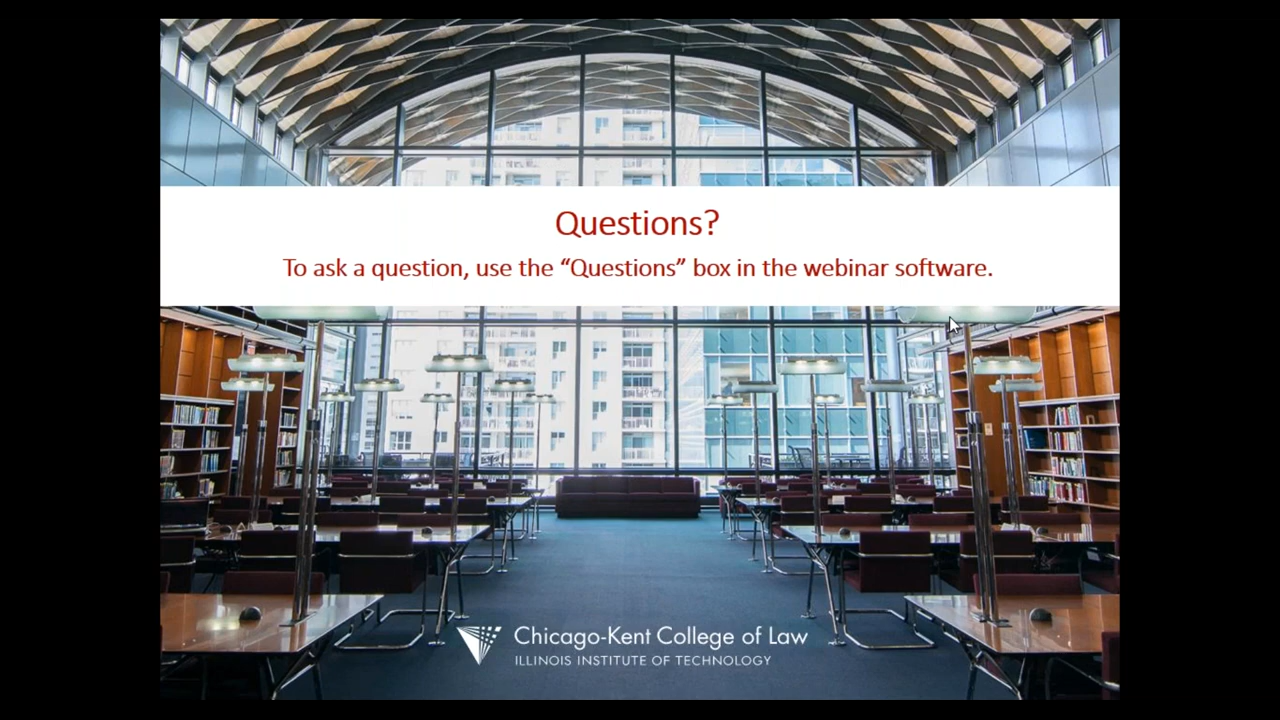 Questions?
To ask a question, use the “Questions” box in the webinar software.
Chicago-Kent College of Law
ILLINOIS INSTITUTE OF TECHNOLOGY